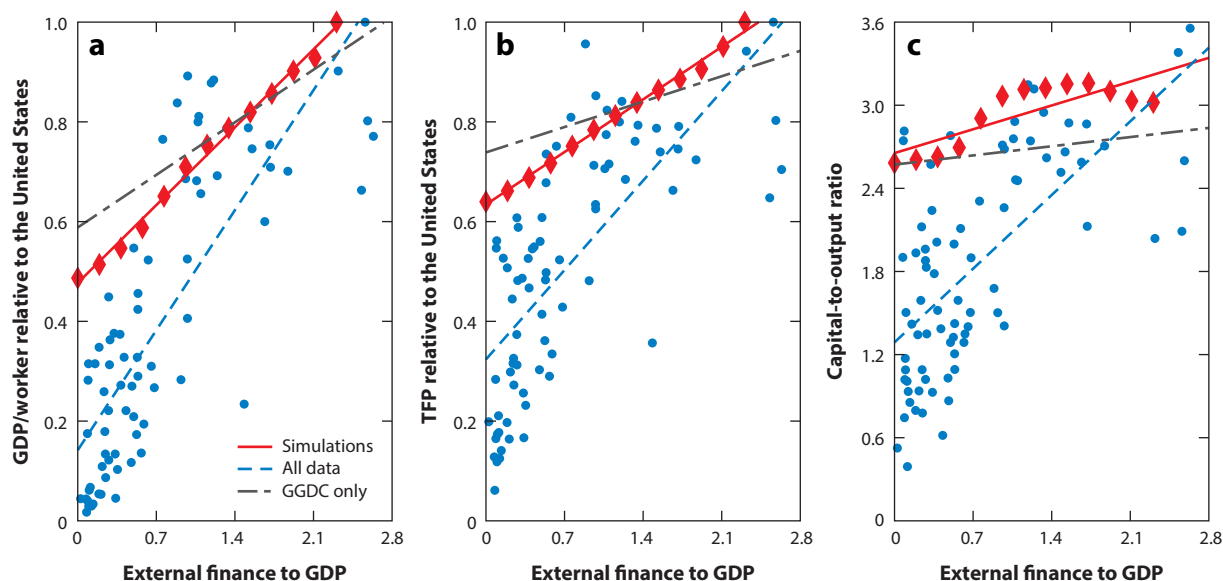 a
GDP/worker relative to the United States
1.0
0.8
0.6
0.4
0.2
0
0
0.7
1.4
2.1
2.8
External finance to GDP
Simulations
All data
GGDC only
b
TFP relative to the United States
1.0
0.8
0.6
0.4
0.2
0
0
0.7
1.4
2.1
2.8
External finance to GDP
c
Capital-to-output ratio
3.6
3.0
2.4
1.8
1.2
0.6
0
0
0.7
1.4
2.1
2.8
External finance to GDP